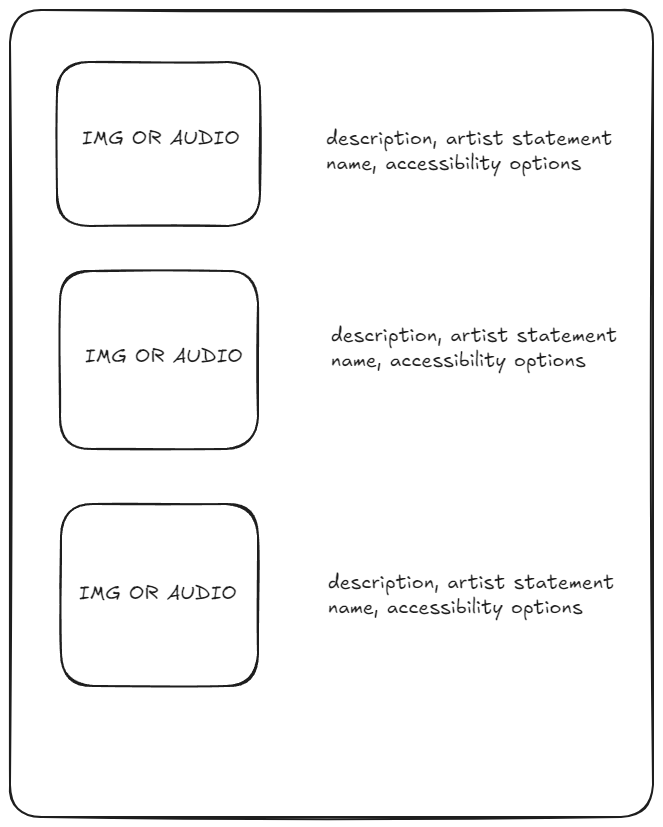 IMG OR AUDIO
description, artist statement
name, accessibility options
IMG OR AUDIO
description, artist statement
name, accessibility options
IMG OR AUDIO
description, artist statement
name, accessibility options